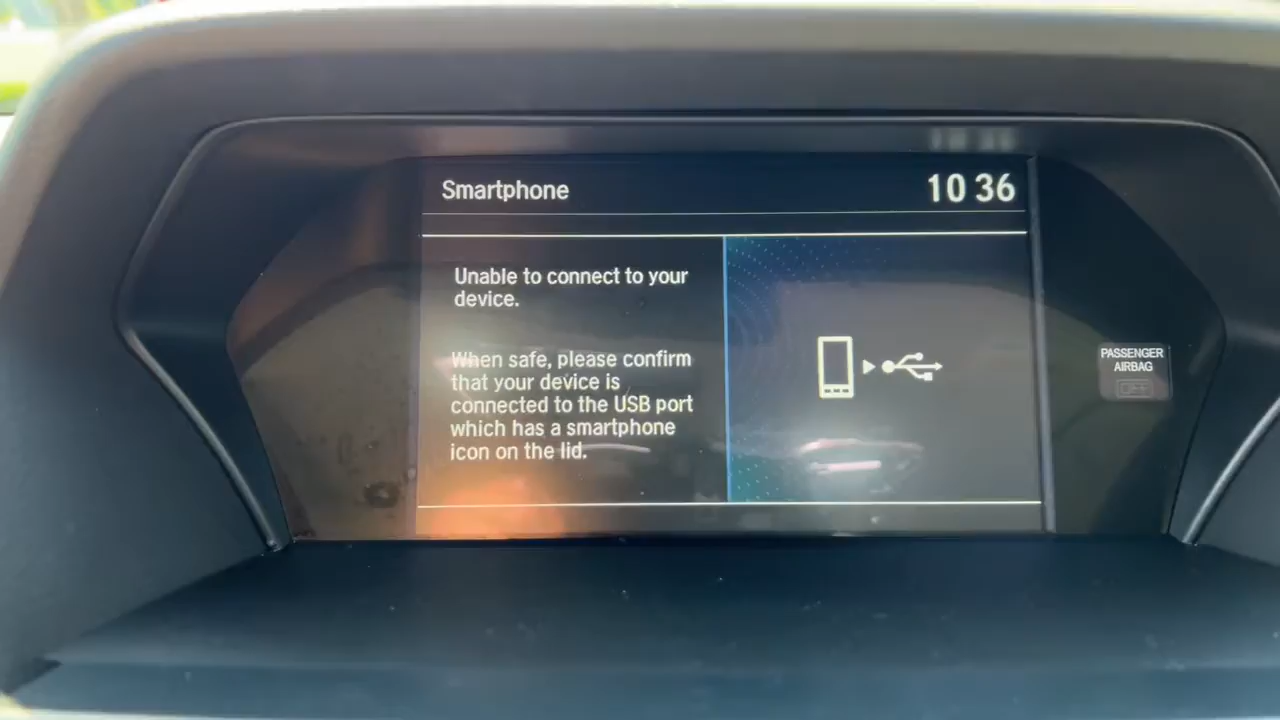 Smartphone
10 36
Unable to connect to your
device.
When safe, please confirm
that your device is
connected to the USB port
which has a smartphone
icon on the lid.
PASSENGER
AIRBAG
OFF